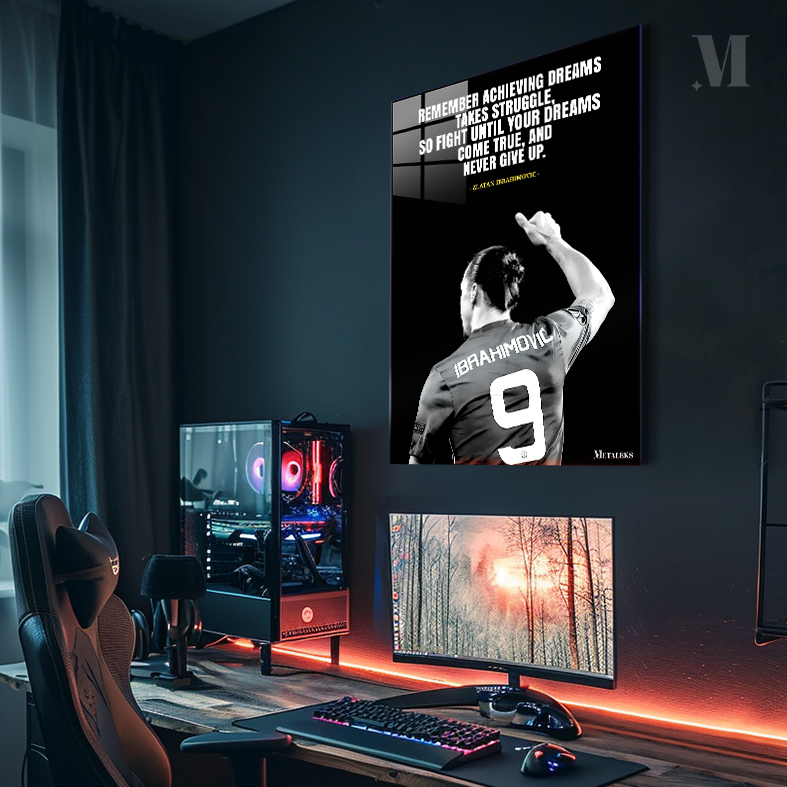 M
REMEMBER ACHIEVING DREAMS
TAKES STRUGGLE,
SO FIGHT UNTIL YOUR DREAMS
COME TRUE, AND
NEVER GIVE UP.
- ZLATAN IBRAHIMOVIC -
IBRAHIMOVIC
9
METALEKS